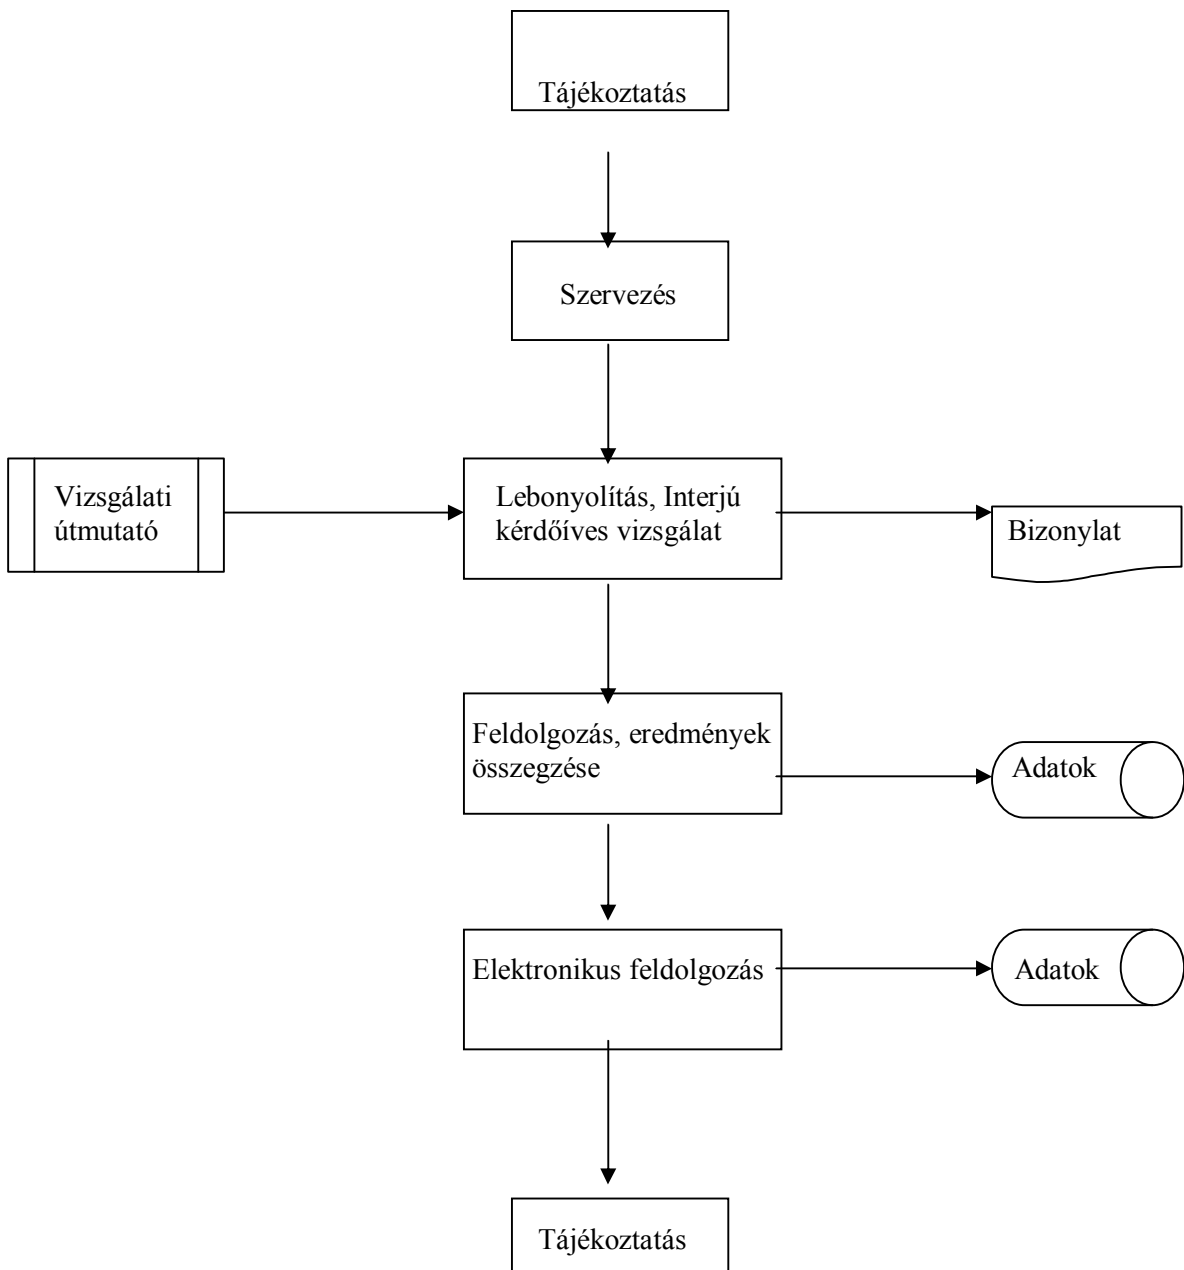 Tájékoztatás
Szervezés
Vizsgálati
útmutató
Lebonyolítás, Interjú
kérdőíves vizsgálat
Bizonylat
Feldolgozás, eredmények
összegzése
Adatok
Elektronikus feldolgozás
Adatok
Tájékoztatás